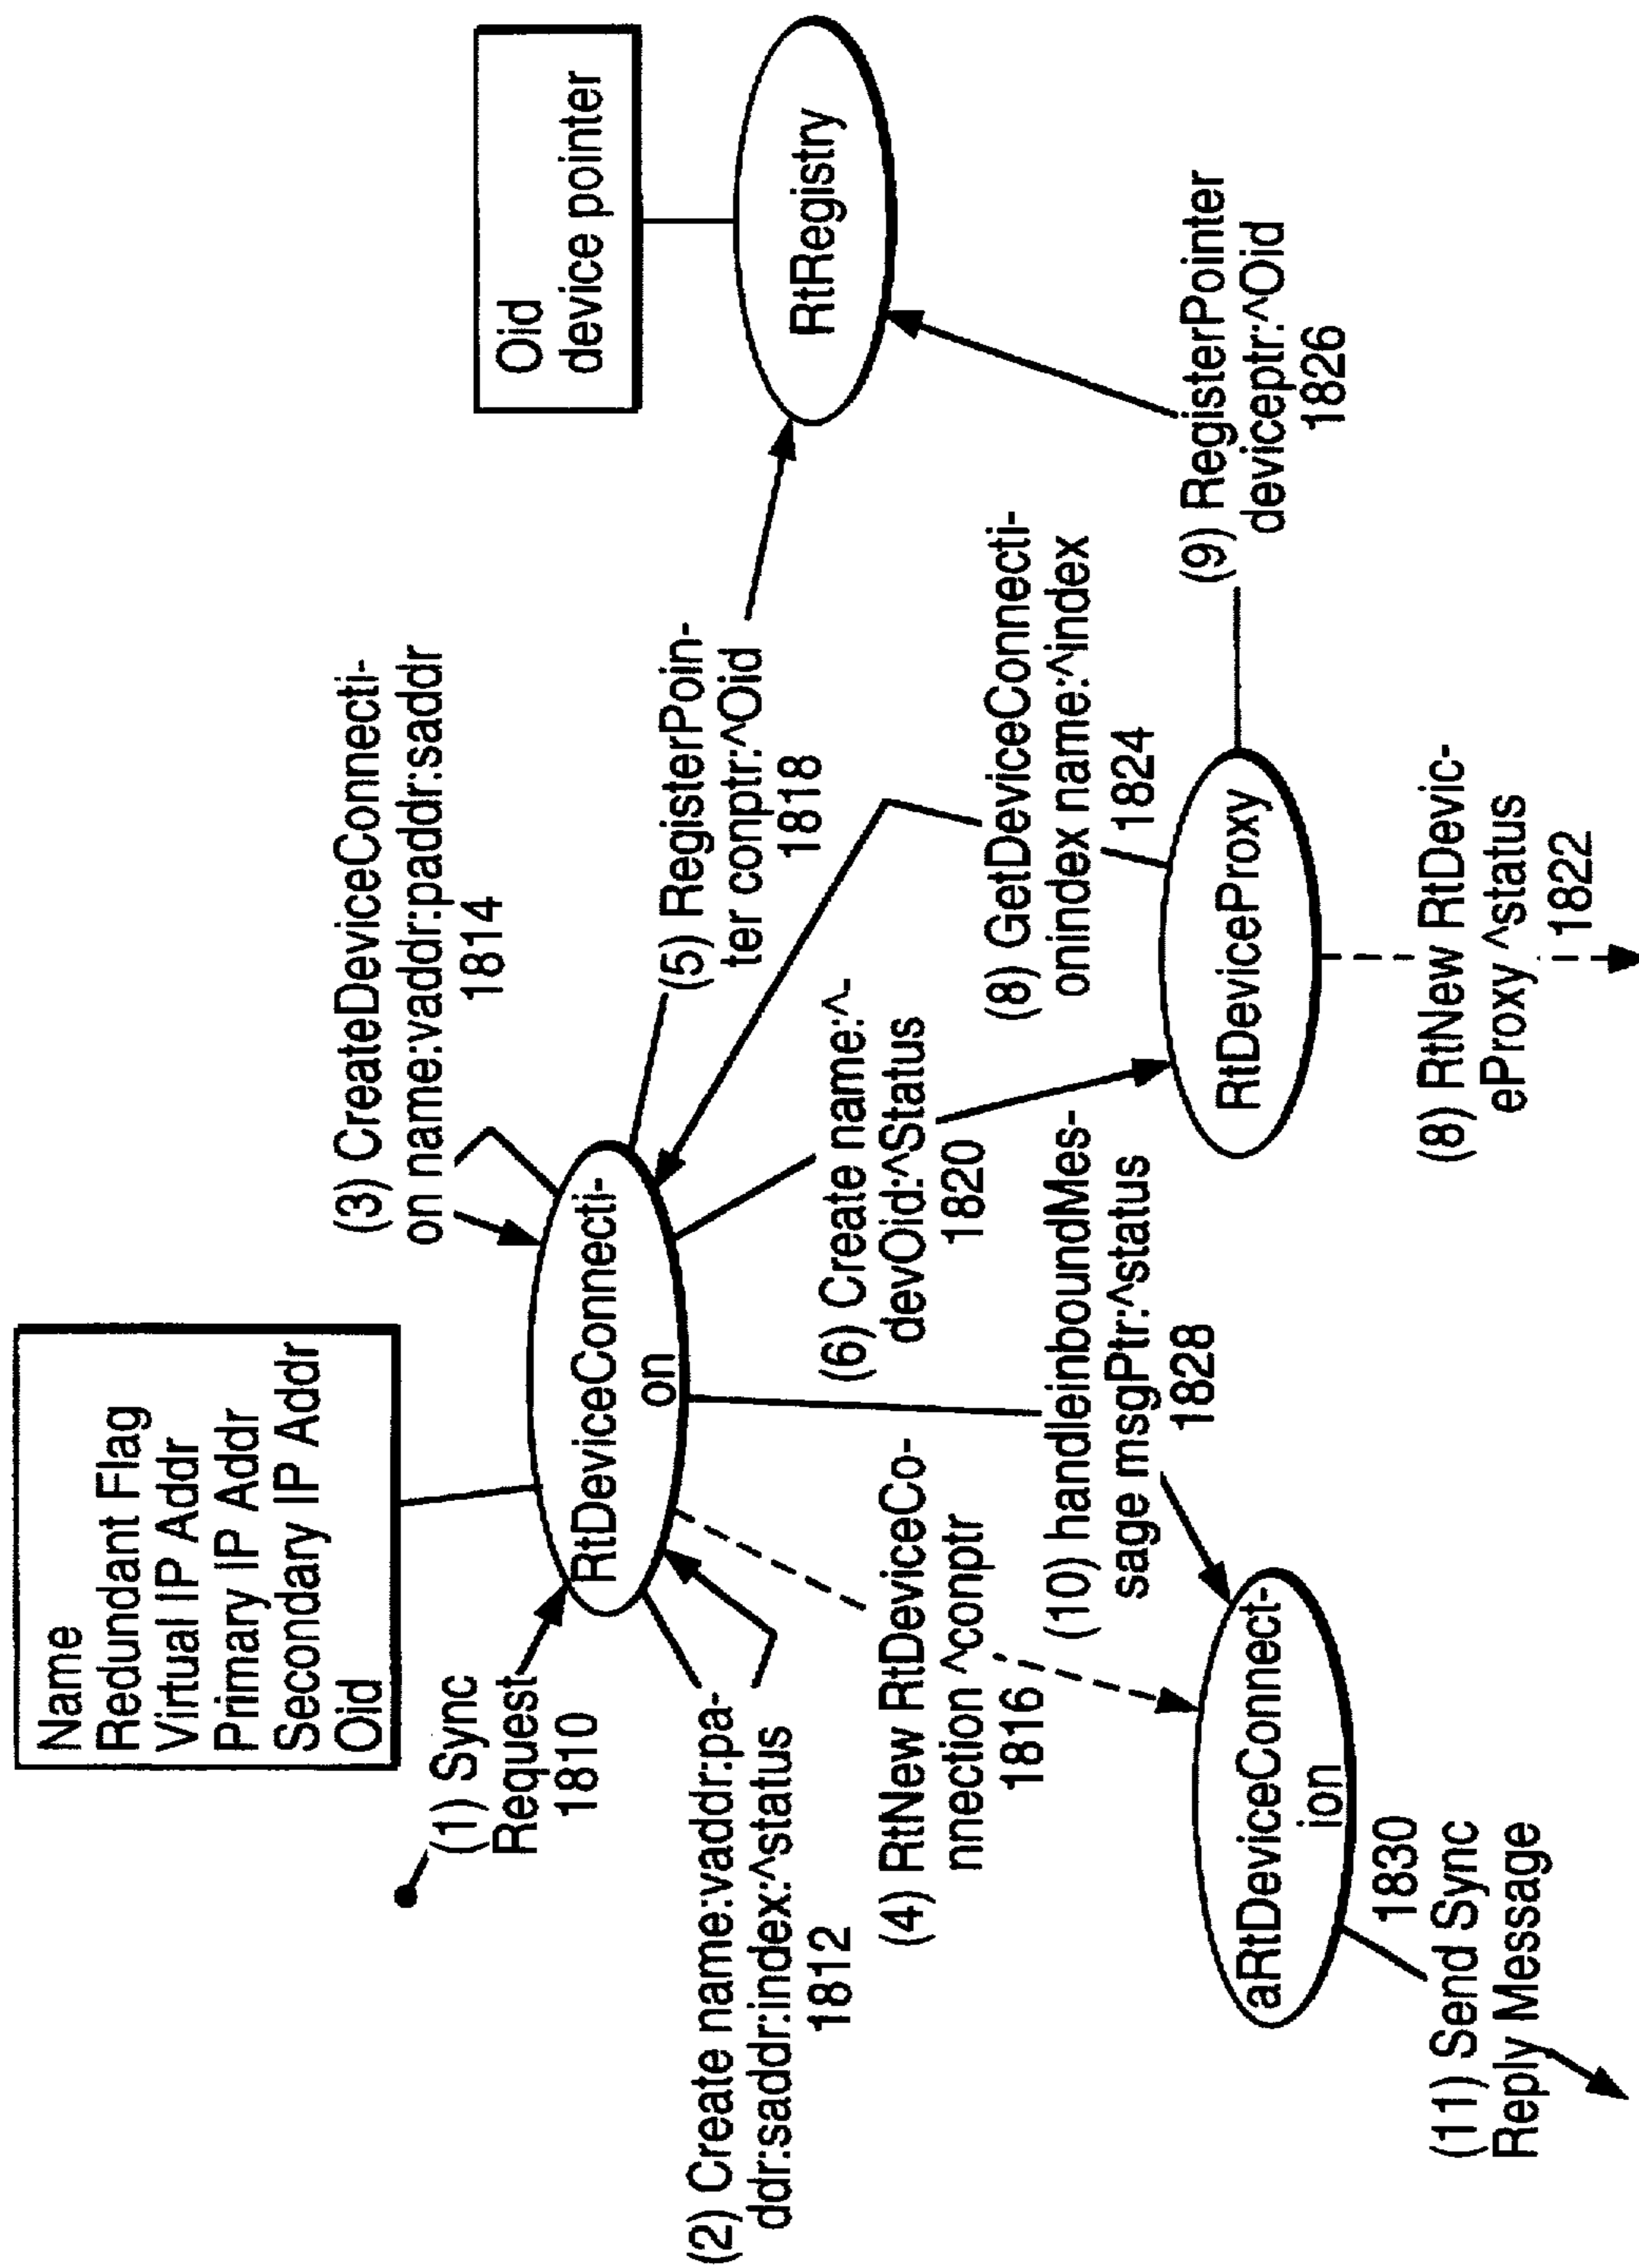 Name
Redundant Flag
Virtual IP Addr
Primary IP Addr
Secondary IP Addr
Oid
(1) Sync
Request
1810
RtDeviceConnecti-
on
(2) Create name:vaddr:pa-
ddr:saddr:index:^status
1812
(3) CreateDeviceConnecti-
on name:vaddr:paddr:saddr
1814
Oid
device pointer
RtRegistry
(5) RegisterPoin-
ter conptr:^Oid
1818
(4) RtNew RtDeviceCo-
nnection ^conptr
1816
(6) Create name:^-
devOid:^Status
1820
(8) GetDeviceConnecti-
onindex name:^index
1824
(10) handleinboundMes-
sage msgPtr:^status
1828
(9) RegisterPointer
deviceptr:^Oid
1826
aRtDeviceConnect-
ion
RtDeviceProxy
1830
(11) Send Sync
Reply Message
(8) RtNew RtDevic-
eProxy ^status
1822